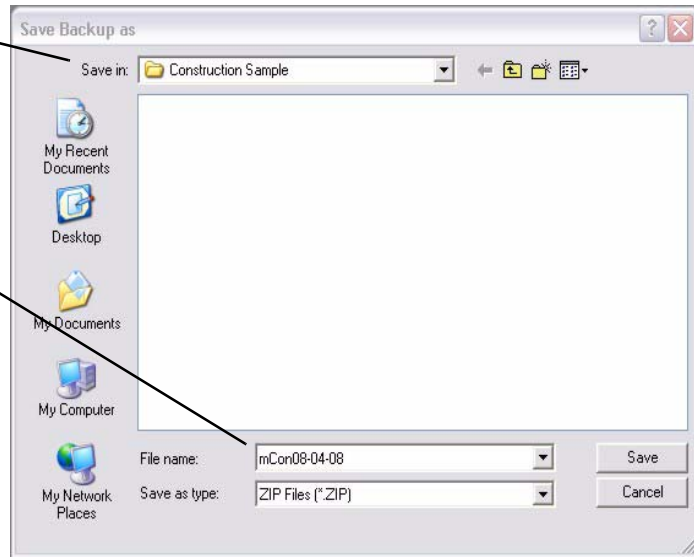 Save Backup as
Save in: Construction Sample
My Recent
Documents
Desktop
My Documents
My Computer
My Network
Places
File name: mCon08-04-08 Save
Save as type: ZIP Files (*.ZIP) Cancel